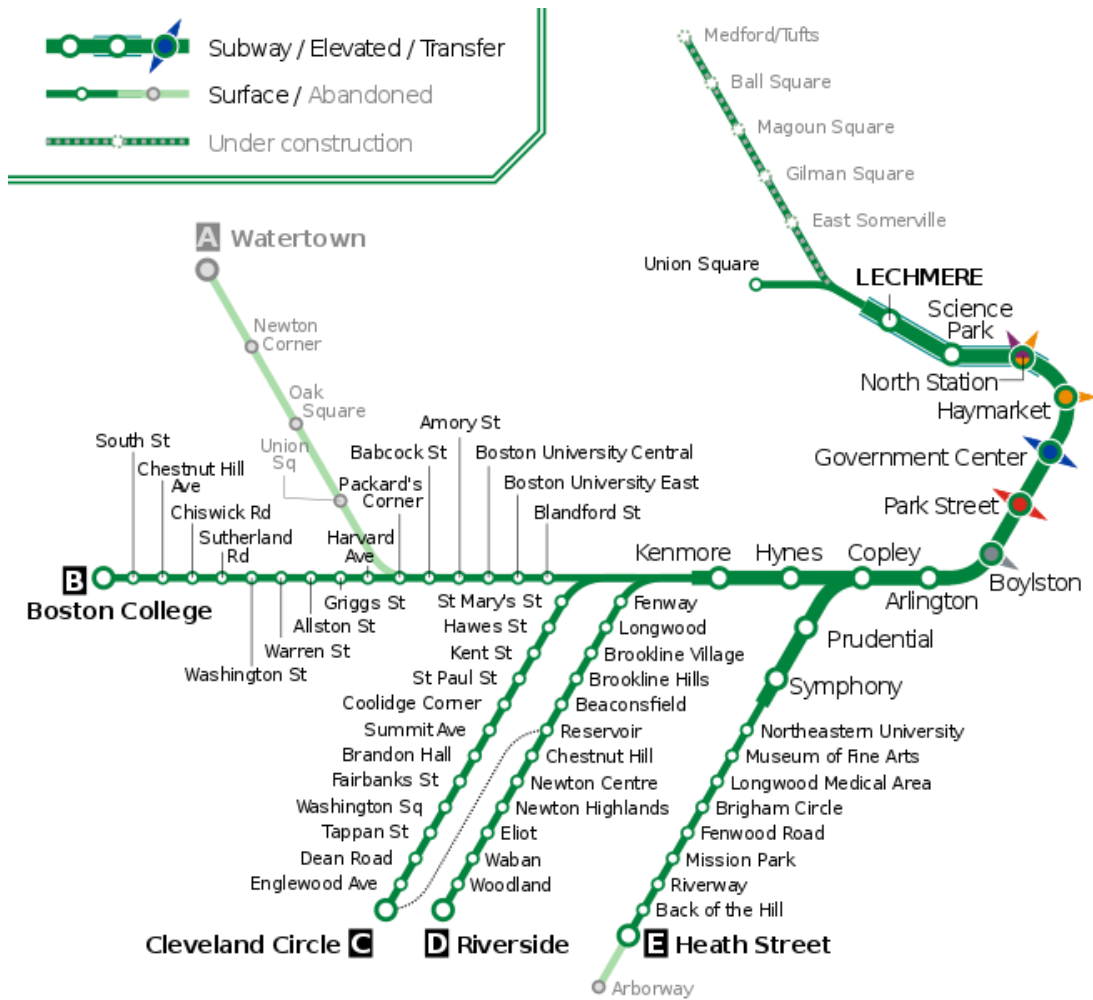 Subway / Elevated / Transfer
Surface / Abandoned
Under construction
Medford/Tufts
Ball Square
Magoun Square
Gilman Square
East Somerville
Union Square
LECHMERE
Science
Park
North Station
Haymarket
Government Center
Park Street
Boylston
Arlington
Copley
Hynes
Kenmore
A Watertown
Newton
Corner
Oak
Square
Union
Sq
Packard's
Corner
South St
Chestnut Hill
Ave
Chiswick Rd
Sutherland
Rd
Harvard
Ave
Babcock St
Amory St
Boston University Central
Boston University East
Blandford St
B
Boston College
Washington St
Warren St
Allston St
Griggs St
St Mary's St
Hawes St
Kent St
St Paul St
Coolidge Corner
Summit Ave
Brandon Hall
Fairbanks St
Washington Sq
Tappan St
Dean Road
Englewood Ave
Cleveland Circle C
Fenway
Longwood
Brookline Village
Brookline Hills
Beaconsfield
Reservoir
Chestnut Hill
Newton Centre
Newton Highlands
Eliot
Waban
Woodland
D Riverside
Prudential
Symphony
Northeastern University
Museum of Fine Arts
Longwood Medical Area
Brigham Circle
Fenwood Road
Mission Park
Riverway
Back of the Hill
E Heath Street
Arborway